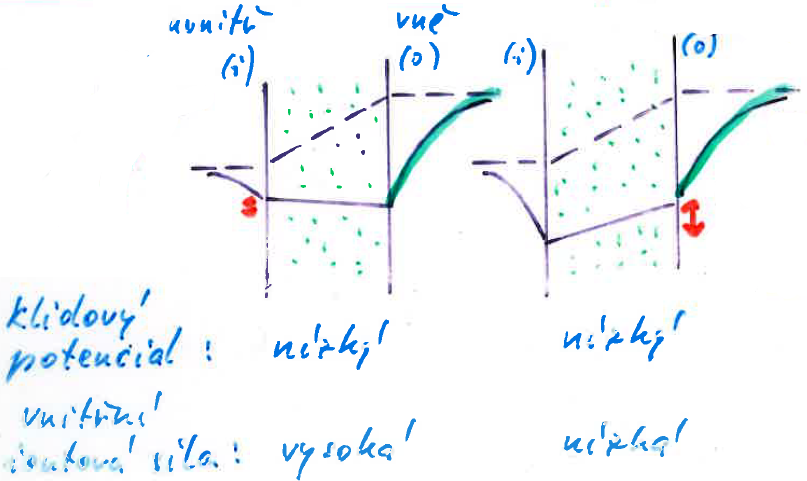 uvnitř vně
(i) (o) (i) (o)
klidový
potenciál : nízký nízký
vnitřní
iontová síla : vysoká nízká